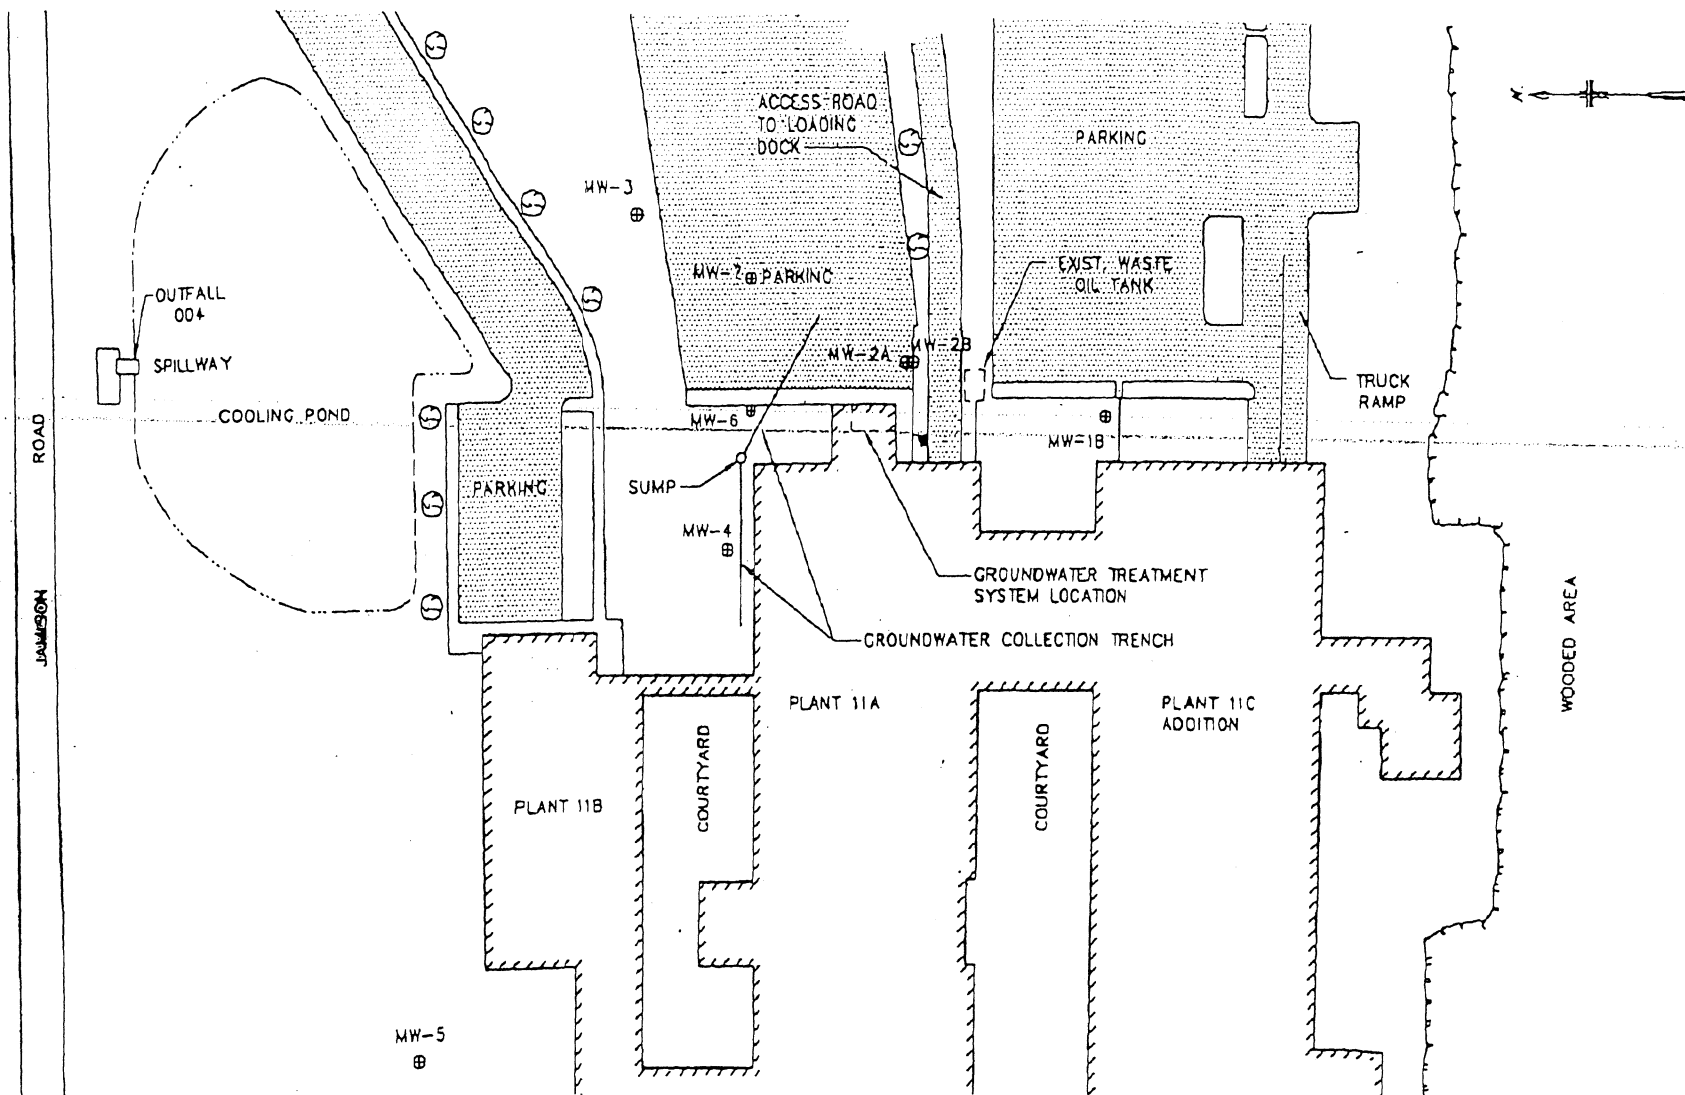 ACCESS ROAD
TO LOADING
DOCK
PARKING
N
MW-3
MW-7
PARKING
EXIST. WASTE
OIL TANK
OUTFALL
004
SPILLWAY
MW-2A
MW-2B
TRUCK
RAMP
COOLING POND
MW-6
MW-1B
ROAD
PARKING
SUMP
MW-4
GROUNDWATER TREATMENT
SYSTEM LOCATION
GROUNDWATER COLLECTION TRENCH
WOODED AREA
PLANT 11A
PLANT 11C
ADDITION
COURTYARD
COURTYARD
PLANT 11B
MW-5